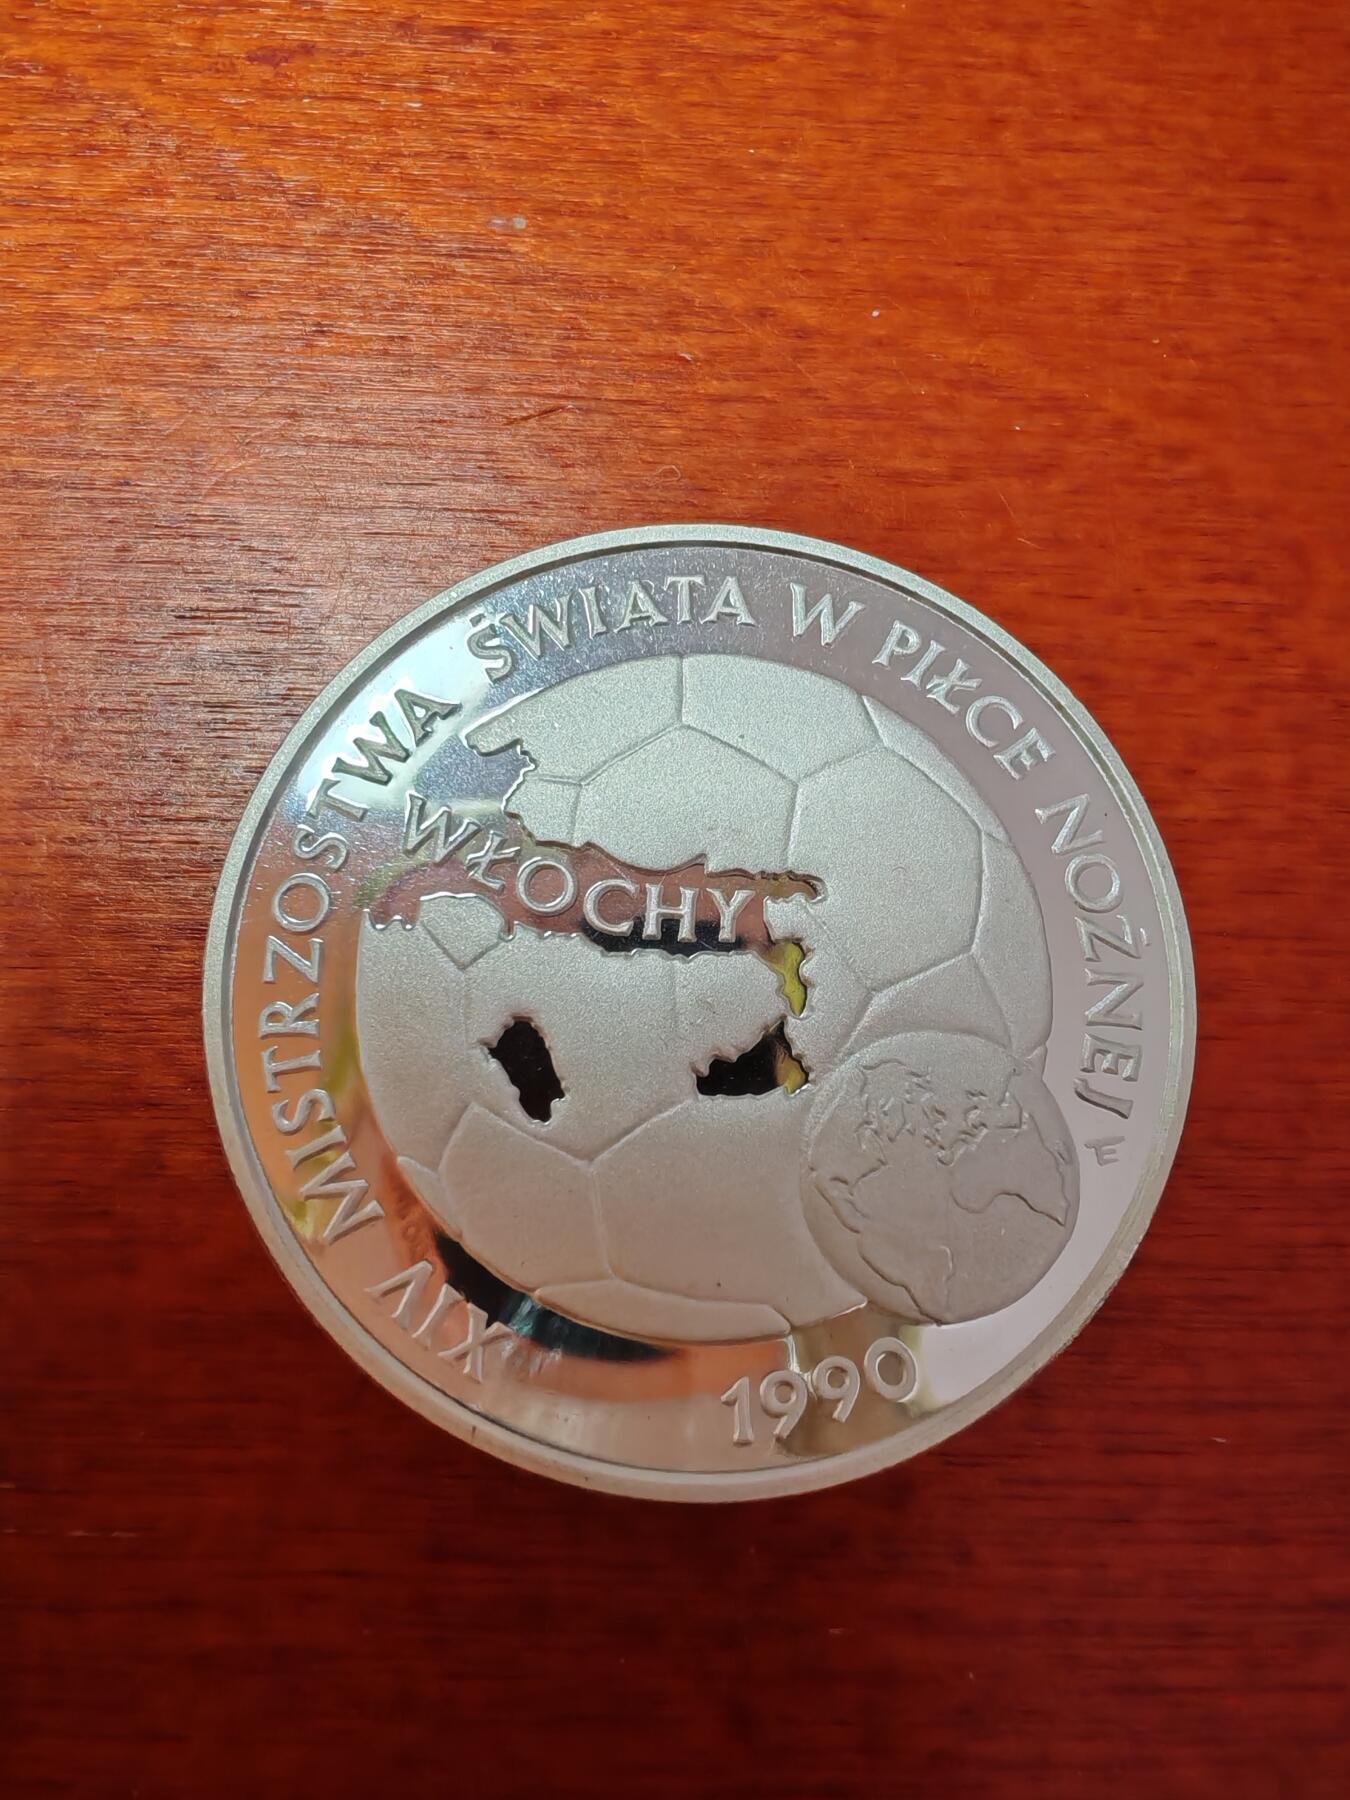 XIV MISTRZOSTWA ŚWIATA W PIŁCE NOŻNEJ
WŁOCHY
1990